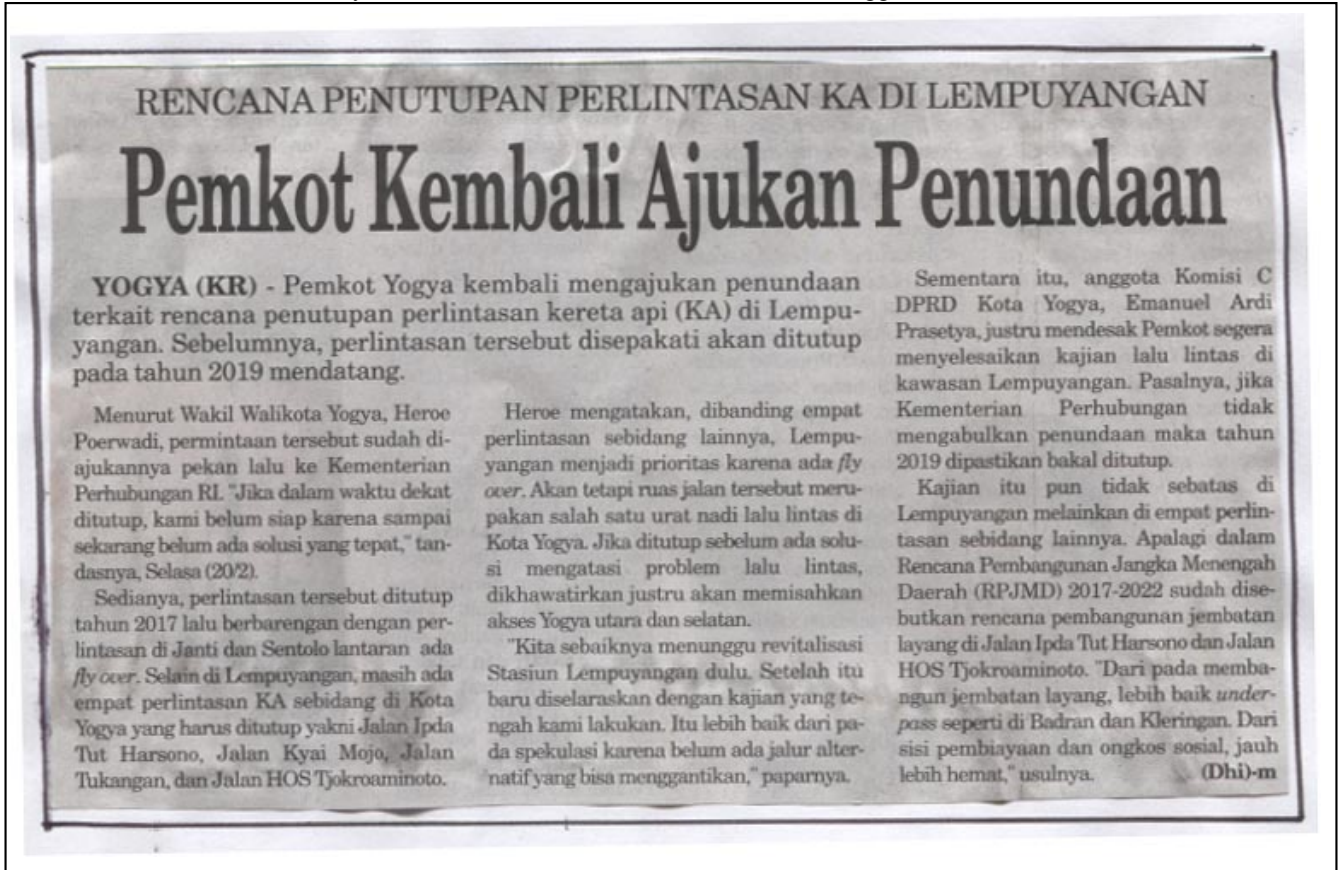 RENCANA PENUTUPAN PERLINTASAN KA DI LEMPUYANGAN
Pemkot Kembali Ajukan Penundaan
YOGYA (KR) - Pemkot Yogya kembali mengajukan penundaan
terkait rencana penutupan perlintasan kereta api (KA) di Lempu-
yangan. Sebelumnya, perlintasan tersebut disepakati akan ditutup
pada tahun 2019 mendatang.
Menurut Wakil Walikota Yogya, Heroe
Poerwadi, permintaan tersebut sudah di-
ajukannya pekan lalu ke Kementerian
Perhubungan RI. "Jika dalam waktu dekat
ditutup, kami belum siap karena sampai
sekarang belum ada solusi yang tepat," tan-
dasnya, Selasa (20/2).
Sedianya, perlintasan tersebut ditutup
tahun 2017 lalu berbarengan dengan per-
lintasan di Janti dan Sentolo lantaran ada
fly over. Selain di Lempuyangan, masih ada
empat perlintasan KA sebidang di Kota
Yogya yang harus ditutup yakni Jalan Ipda
Tut Harsono, Jalan Kyai Mojo, Jalan
Tukangan, dan Jalan HOS Tjokroaminoto.
Heroe mengatakan, dibanding empat
perlintasan sebidang lainnya, Lempu-
yangan menjadi prioritas karena ada fly
over. Akan tetapi ruas jalan tersebut meru-
pakan salah satu urat nadi lalu lintas di
Kota Yogya. Jika ditutup sebelum ada solu-
si mengatasi problem lalu lintas,
dikhawatirkan justru akan memisahkan
akses Yogya utara dan selatan.
"Kita sebaiknya menunggu revitalisasi
Stasiun Lempuyangan dulu. Setelah itu
baru diselaraskan dengan kajian yang te-
ngah kami lakukan. Itu lebih baik dari pa-
da spekulasi karena belum ada jalur alter-
natif yang bisa menggantikan," paparnya.
Sementara itu, anggota Komisi C
DPRD Kota Yogya, Emanuel Ardi
Prasetya, justru mendesak Pemkot segera
menyelesaikan kajian lalu lintas di
kawasan Lempuyangan. Pasalnya, jika
Kementerian Perhubungan tidak
mengabulkan penundaan maka tahun
2019 dipastikan bakal ditutup.
Kajian itu pun tidak sebatas di
Lempuyangan melainkan di empat perlin-
tasan sebidang lainnya. Apalagi dalam
Rencana Pembangunan Jangka Menengah
Daerah (RPJMD) 2017-2022 sudah dise-
butkan rencana pembangunan jembatan
layang di Jalan Ipda Tut Harsono dan Jalan
HOS Tjokroaminoto. "Dari pada memba-
ngun jembatan layang, lebih baik under-
pass seperti di Badran dan Kleringan. Dari
sisi pembiayaan dan ongkos sosial, jauh
lebih hemat," usulnya. (Dhi)-m